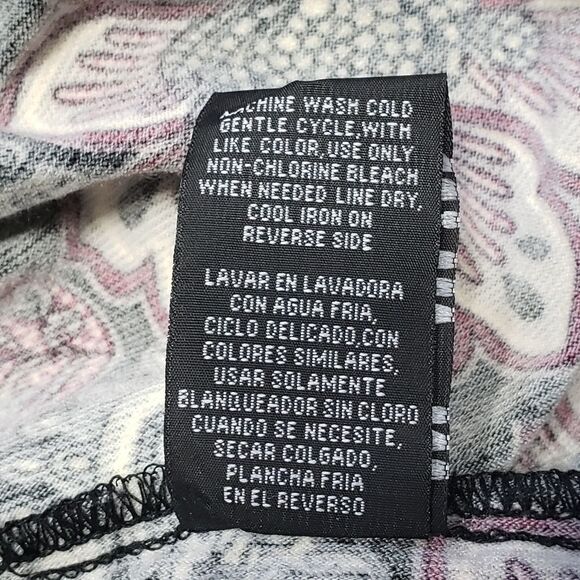 MACHINE WASH COLD
GENTLE CYCLE,WITH
LIKE COLOR,USE ONLY
NON-CHLORINE BLEACH
WHEN NEEDED LINE DRY,
COOL IRON ON
REVERSE SIDE
LAVAR EN LAVADORA
CON AGUA FRIA,
CICLO DELICADO,CON
COLORES SIMILARES,
USAR SOLAMENTE
BLANQUEADOR SIN CLORO
CUANDO SE NECESITE,
SECAR COLGADO,
PLANCHA FRIA
EN EL REVERSO